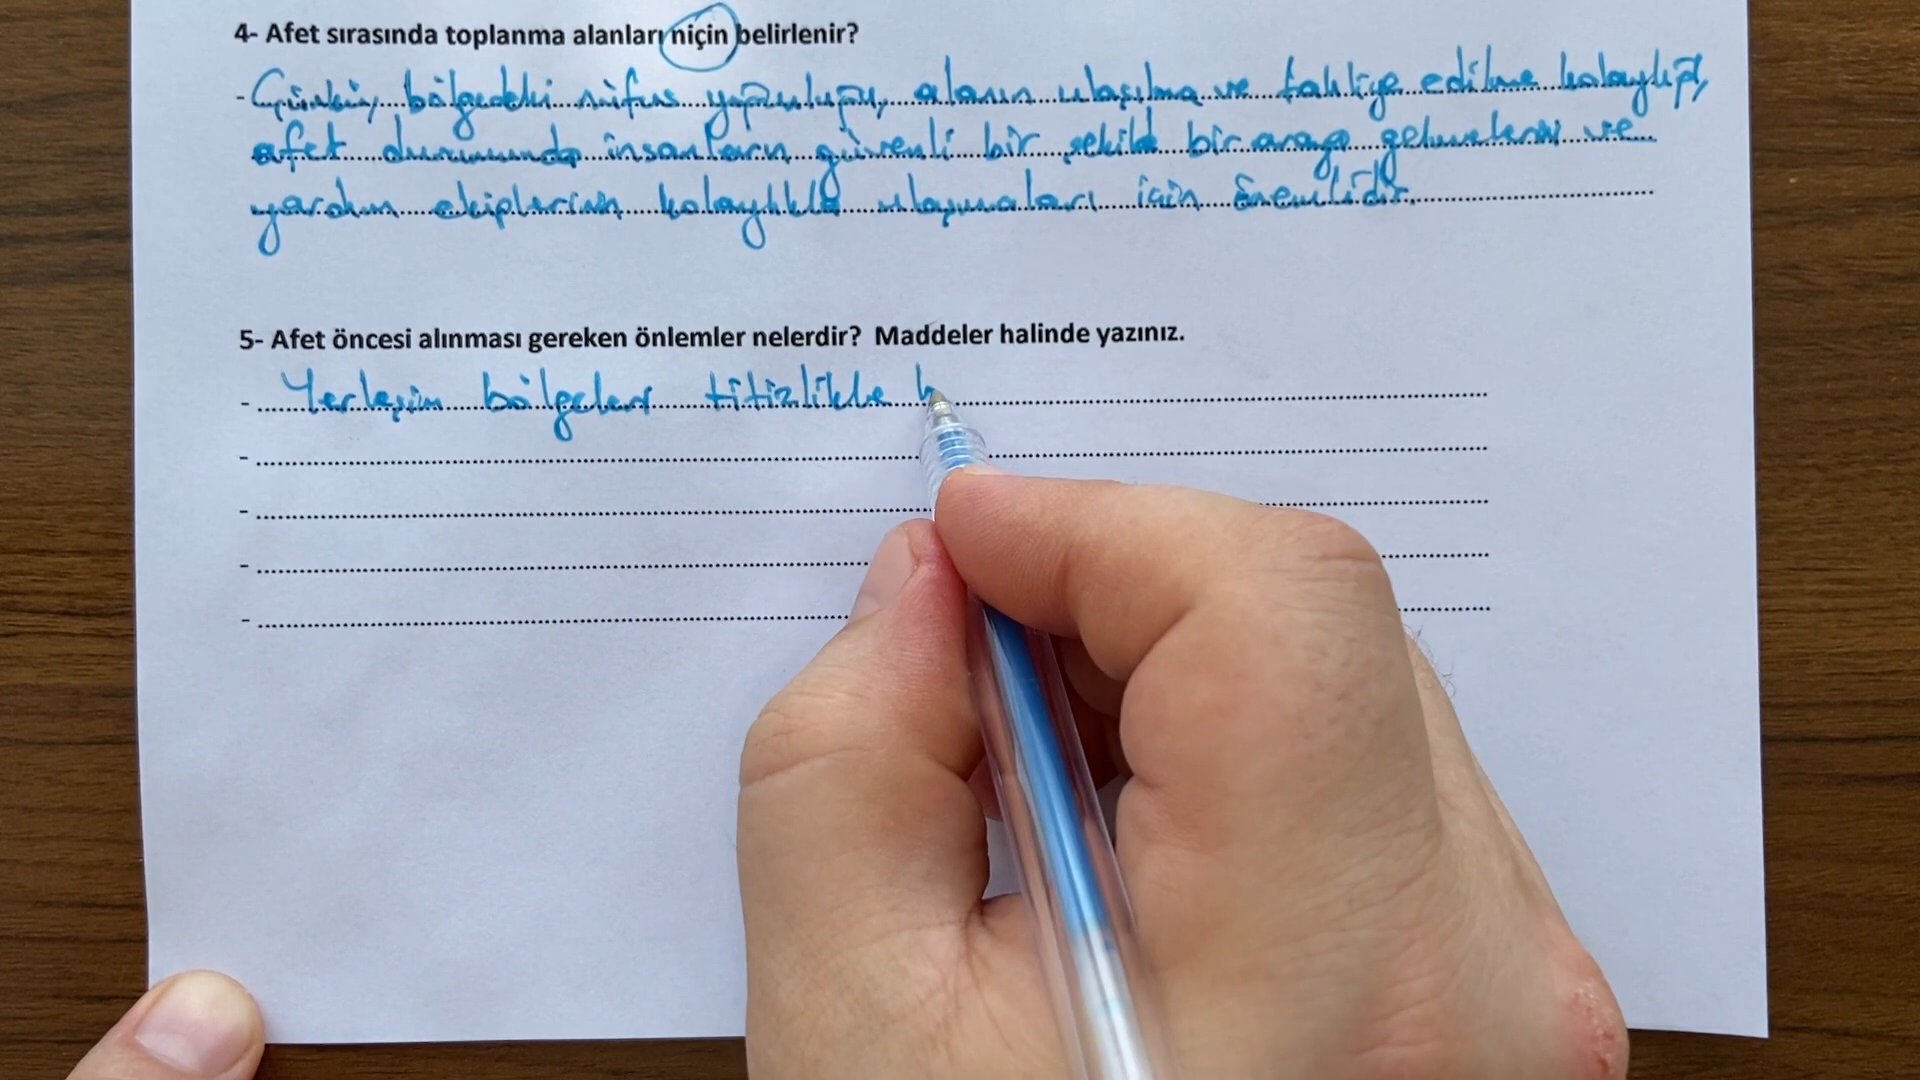 4- Afet sırasında toplanma alanları niçin belirlenir?
- Çünkü, bölgedeki nüfus yoğunluğu, alanın ulaşılma ve tahliye edilme kolaylığı,
afet durumunda insanların güvenli bir şekilde bir araya gelmeleri ve
yardım ekiplerinin kolaylıkla ulaşmaları için önemlidir.
5- Afet öncesi alınması gereken önlemler nelerdir? Maddeler halinde yazınız.
- Yerleşim bölgeleri titizlikle
-
-
-
-